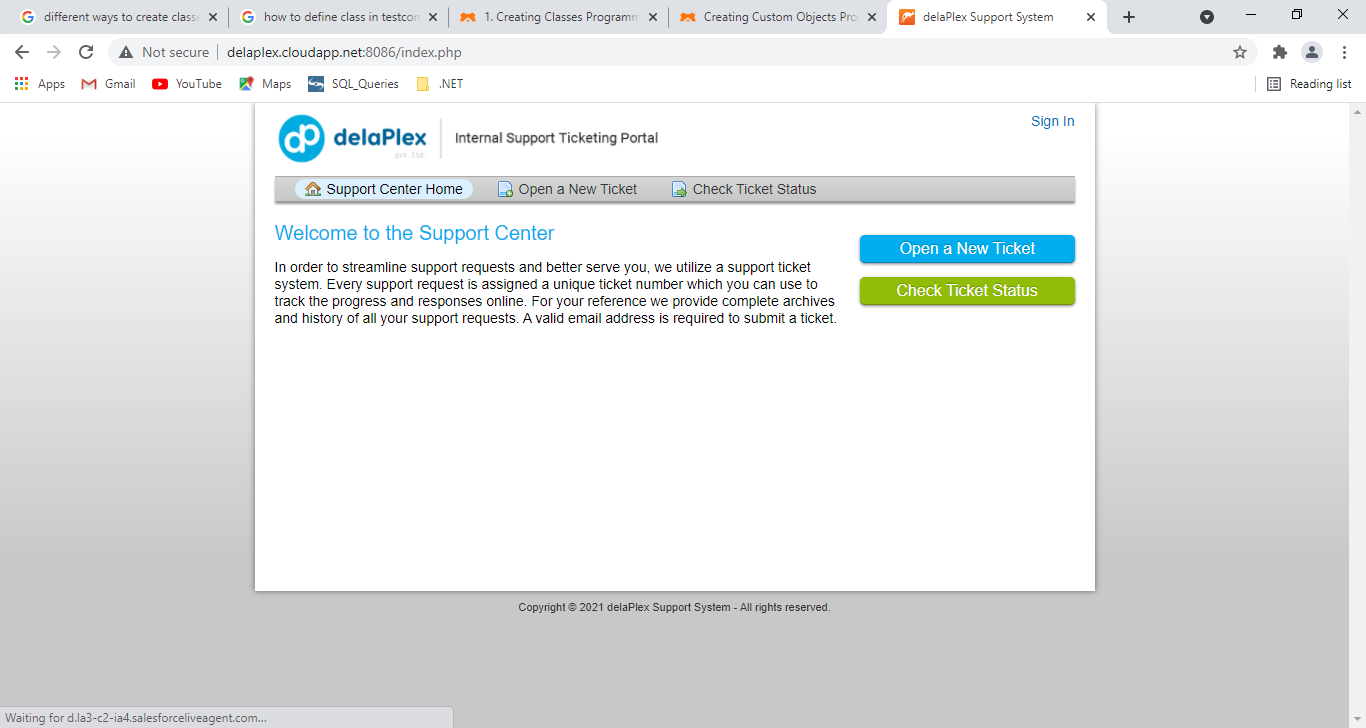 different ways to create classe
how to define class in testcon
1. Creating Classes Programm
Creating Custom Objects Pro
delaPlex Support System
Not secure
delaplex.cloudapp.net:8086/index.php
Apps
Gmail
YouTube
Maps
SQL_Queries
.NET
Reading list
Sign In
dp delaPlex
pvt. ltd.
Internal Support Ticketing Portal
Support Center Home
Open a New Ticket
Check Ticket Status
Welcome to the Support Center
In order to streamline support requests and better serve you, we utilize a support ticket
system. Every support request is assigned a unique ticket number which you can use to
track the progress and responses online. For your reference we provide complete archives
and history of all your support requests. A valid email address is required to submit a ticket.
Open a New Ticket
Check Ticket Status
Copyright © 2021 delaPlex Support System - All rights reserved.
Waiting for d.la3-c2-ia4.salesforceliveagent.com...